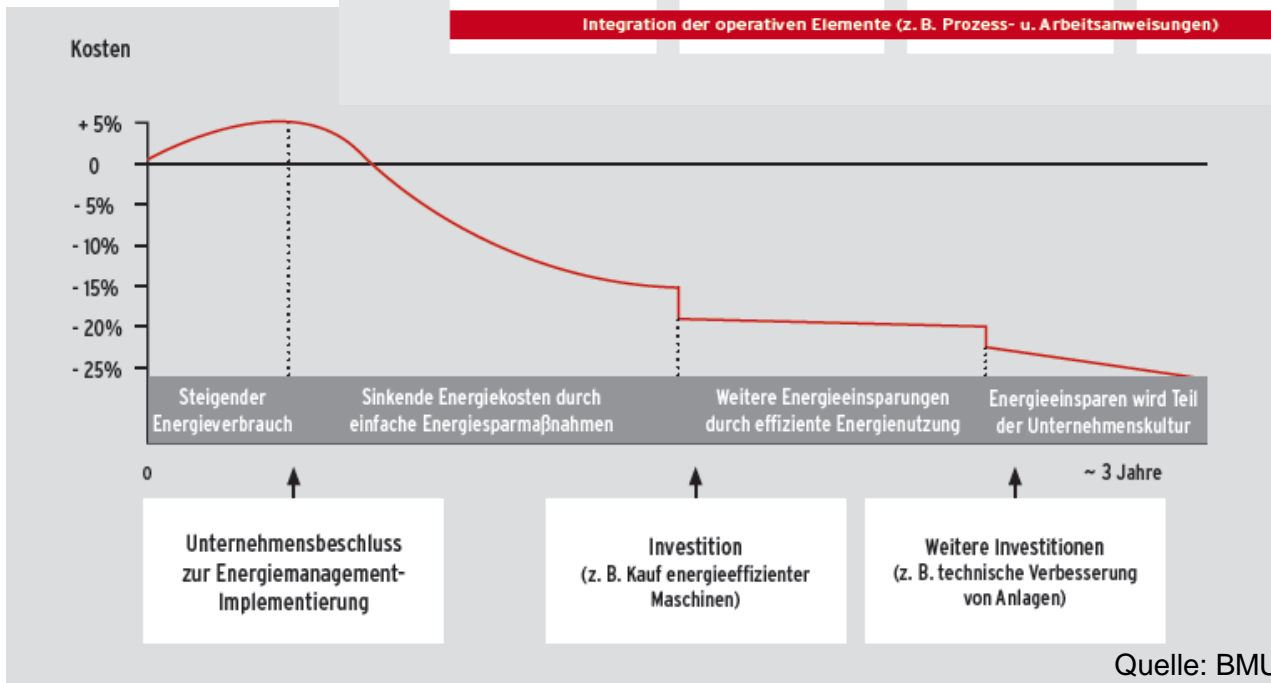 Integration der operativen Elemente (z. B. Prozess- u. Arbeitsanweisungen)
Kosten
+ 5%
0
- 5%
- 10%
- 15%
- 20%
- 25%
Steigender
Energieverbrauch
Sinkende Energiekosten durch
einfache Energiesparmaßnahmen
Weitere Energieeinsparungen
durch effiziente Energienutzung
Energieeinsparen wird Teil
der Unternehmenskultur
0
~ 3 Jahre
Unternehmensbeschluss
zur Energiemanagement-
Implementierung
Investition
(z. B. Kauf energieeffizienter
Maschinen)
Weitere Investitionen
(z. B. technische Verbesserung
von Anlagen)
Quelle: BMU